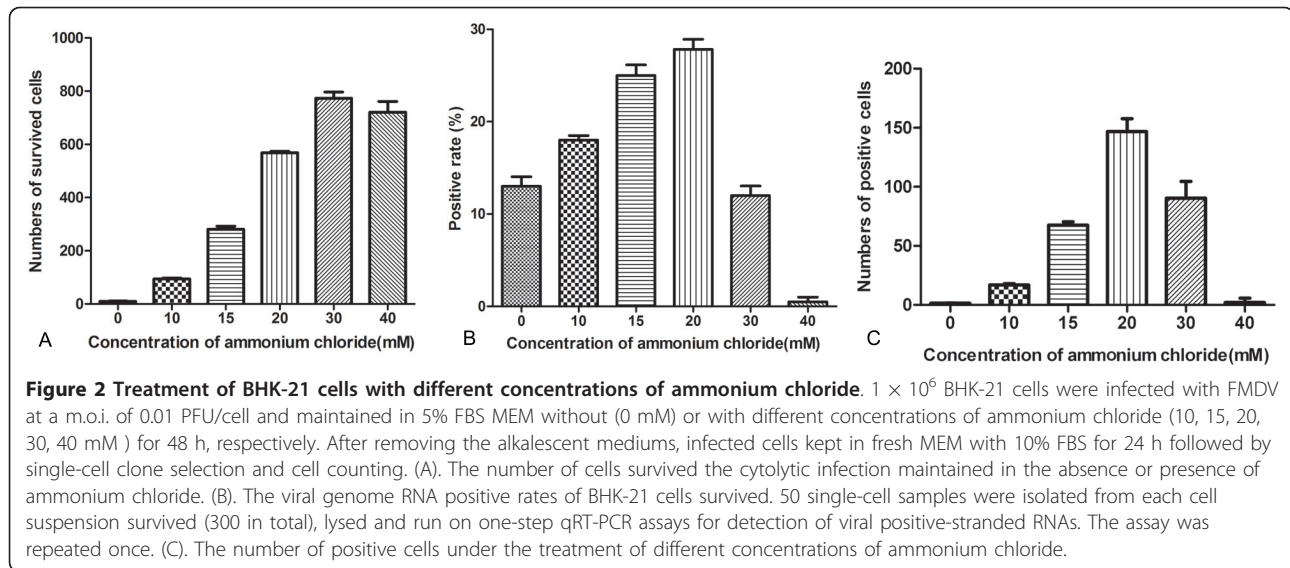 Numbers of survived cells
1000
800
600
400
200
0
0 10 15 20 30 40
A
Concentration of ammonium chloride(mM)
Positive rate (%)
30
20
10
0
0 10 15 20 30 40
B
Concentration of ammonium chloride(mM)
Numbers of positive cells
200
150
100
50
0
0 10 15 20 30 40
C
Concentration of ammonium chloride(mM)
Figure 2 Treatment of BHK-21 cells with different concentrations of ammonium chloride. 1 × 10⁶ BHK-21 cells were infected with FMDV
at a m.o.i. of 0.01 PFU/cell and maintained in 5% FBS MEM without (0 mM) or with different concentrations of ammonium chloride (10, 15, 20,
30, 40 mM ) for 48 h, respectively. After removing the alkalescent mediums, infected cells kept in fresh MEM with 10% FBS for 24 h followed by
single-cell clone selection and cell counting. (A). The number of cells survived the cytolytic infection maintained in the absence or presence of
ammonium chloride. (B). The viral genome RNA positive rates of BHK-21 cells survived. 50 single-cell samples were isolated from each cell
suspension survived (300 in total), lysed and run on one-step qRT-PCR assays for detection of viral positive-stranded RNAs. The assay was
repeated once. (C). The number of positive cells under the treatment of different concentrations of ammonium chloride.